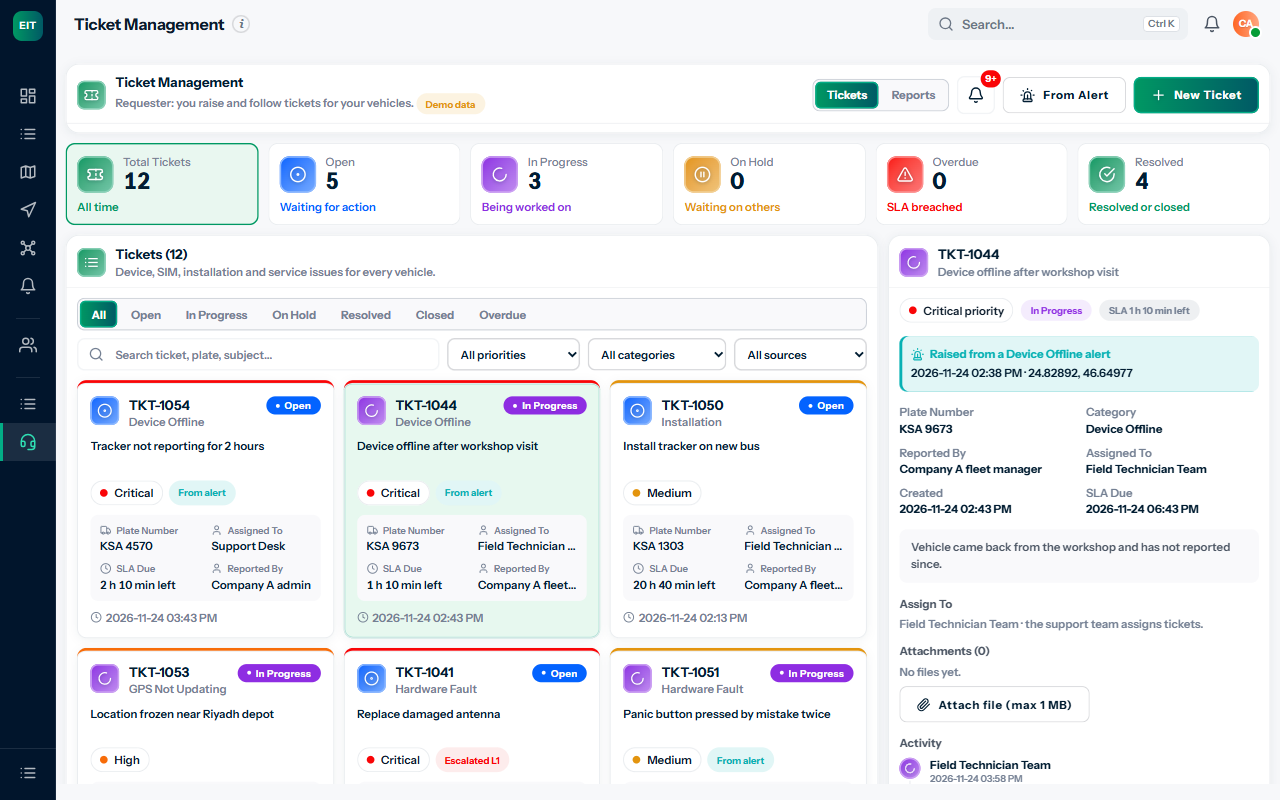 EIT
Ticket Management
Search...
Ctrl K
CA
Ticket Management
Requester: you raise and follow tickets for your vehicles.
Demo data
Tickets
Reports
9+
From Alert
+ New Ticket
Total Tickets
12
All time
Open
5
Waiting for action
In Progress
3
Being worked on
On Hold
0
Waiting on others
Overdue
0
SLA breached
Resolved
4
Resolved or closed
Tickets (12)
Device, SIM, installation and service issues for every vehicle.
All
Open
In Progress
On Hold
Resolved
Closed
Overdue
Search ticket, plate, subject...
All priorities
All categories
All sources
TKT-1054
Open
Device Offline
Tracker not reporting for 2 hours
Critical
From alert
Plate Number
Assigned To
KSA 4570
Support Desk
SLA Due
Reported By
2 h 10 min left
Company A admin
2026-11-24 03:43 PM
TKT-1044
In Progress
Device Offline
Device offline after workshop visit
Critical
From alert
Plate Number
Assigned To
KSA 9673
Field Technician ...
SLA Due
Reported By
1 h 10 min left
Company A fleet...
2026-11-24 02:43 PM
TKT-1050
Open
Installation
Install tracker on new bus
Medium
Plate Number
Assigned To
KSA 1303
Field Technician ...
SLA Due
Reported By
20 h 40 min left
Company A fleet...
2026-11-24 02:13 PM
TKT-1053
In Progress
GPS Not Updating
Location frozen near Riyadh depot
High
TKT-1041
Open
Hardware Fault
Replace damaged antenna
Critical
Escalated L1
TKT-1051
In Progress
Hardware Fault
Panic button pressed by mistake twice
Medium
From alert
TKT-1044
Device offline after workshop visit
Critical priority
In Progress
SLA 1 h 10 min left
Raised from a Device Offline alert
2026-11-24 02:38 PM · 24.82892, 46.64977
Plate Number
Category
KSA 9673
Device Offline
Reported By
Assigned To
Company A fleet manager
Field Technician Team
Created
SLA Due
2026-11-24 02:43 PM
2026-11-24 06:43 PM
Vehicle came back from the workshop and has not reported
since.
Assign To
Field Technician Team · the support team assigns tickets.
Attachments (0)
No files yet.
Attach file (max 1 MB)
Activity
Field Technician Team
2026-11-24 03:58 PM